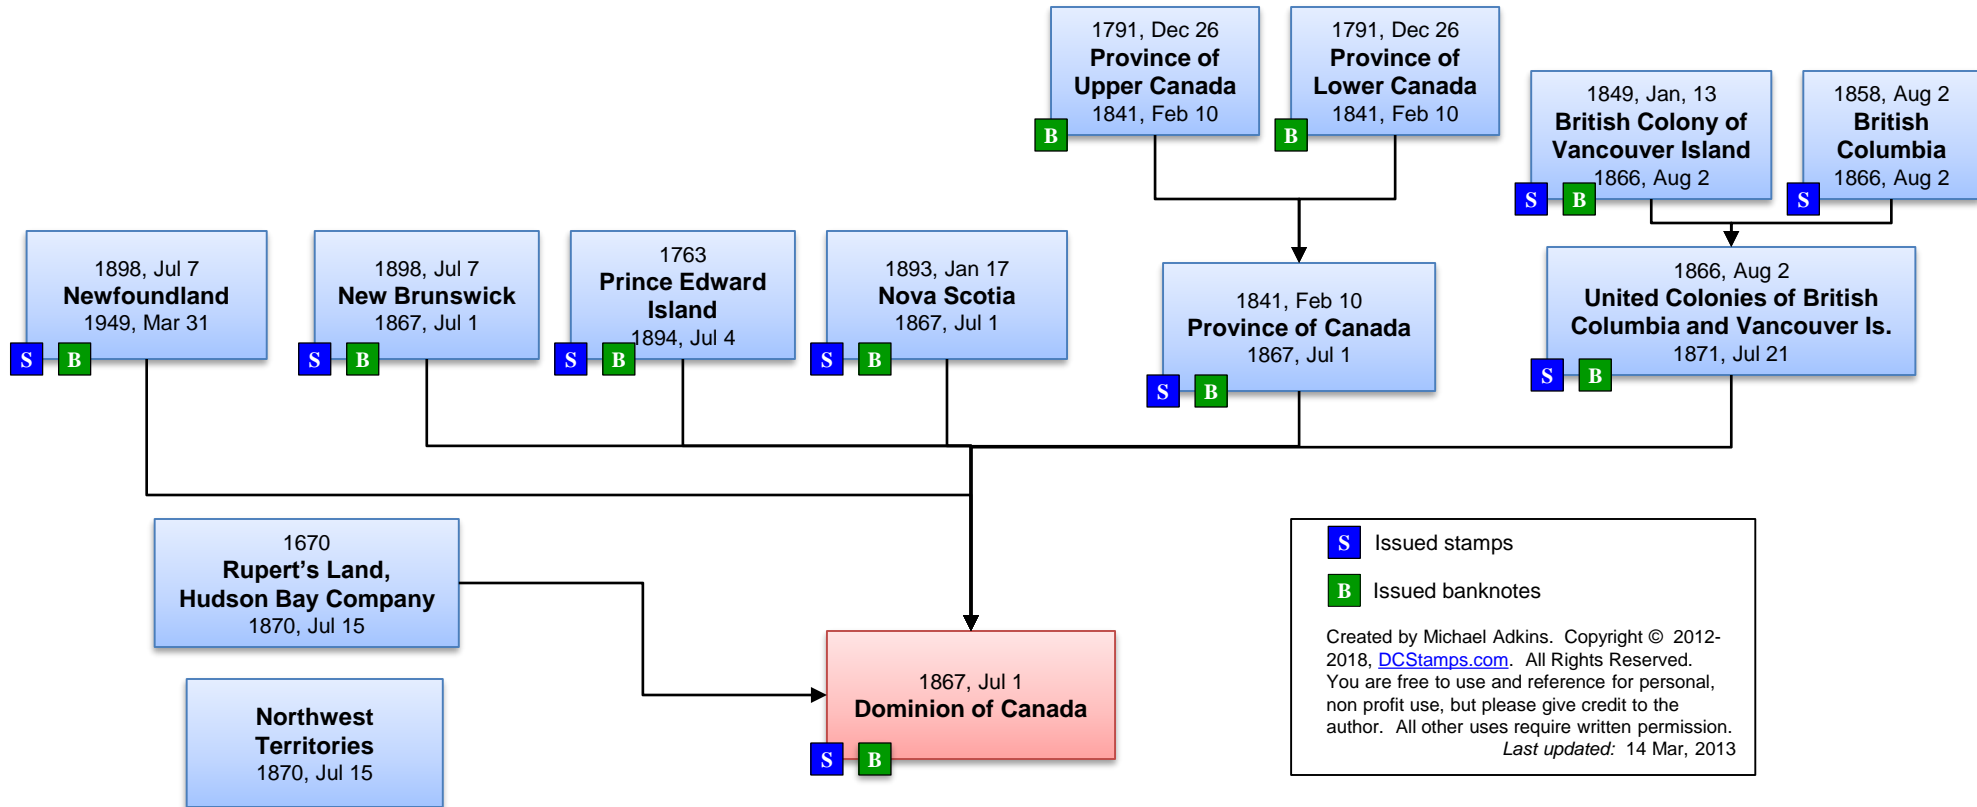 1791, Dec 26
Province of
Upper Canada
1841, Feb 10
B
1791, Dec 26
Province of
Lower Canada
1841, Feb 10
B
1849, Jan, 13
British Colony of
Vancouver Island
1866, Aug 2
S B
1858, Aug 2
British
Columbia
1866, Aug 2
S
1898, Jul 7
Newfoundland
1949, Mar 31
S B
1898, Jul 7
New Brunswick
1867, Jul 1
S B
1763
Prince Edward
Island
1894, Jul 4
S B
1893, Jan 17
Nova Scotia
1867, Jul 1
S B
1841, Feb 10
Province of Canada
1867, Jul 1
S B
1866, Aug 2
United Colonies of British
Columbia and Vancouver Is.
1871, Jul 21
S B
1670
Rupert’s Land,
Hudson Bay Company
1870, Jul 15
Northwest
Territories
1870, Jul 15
1867, Jul 1
Dominion of Canada
S B
S Issued stamps
B Issued banknotes
Created by Michael Adkins. Copyright © 2012-
2018, DCStamps.com. All Rights Reserved.
You are free to use and reference for personal,
non profit use, but please give credit to the
author. All other uses require written permission.
Last updated: 14 Mar, 2013